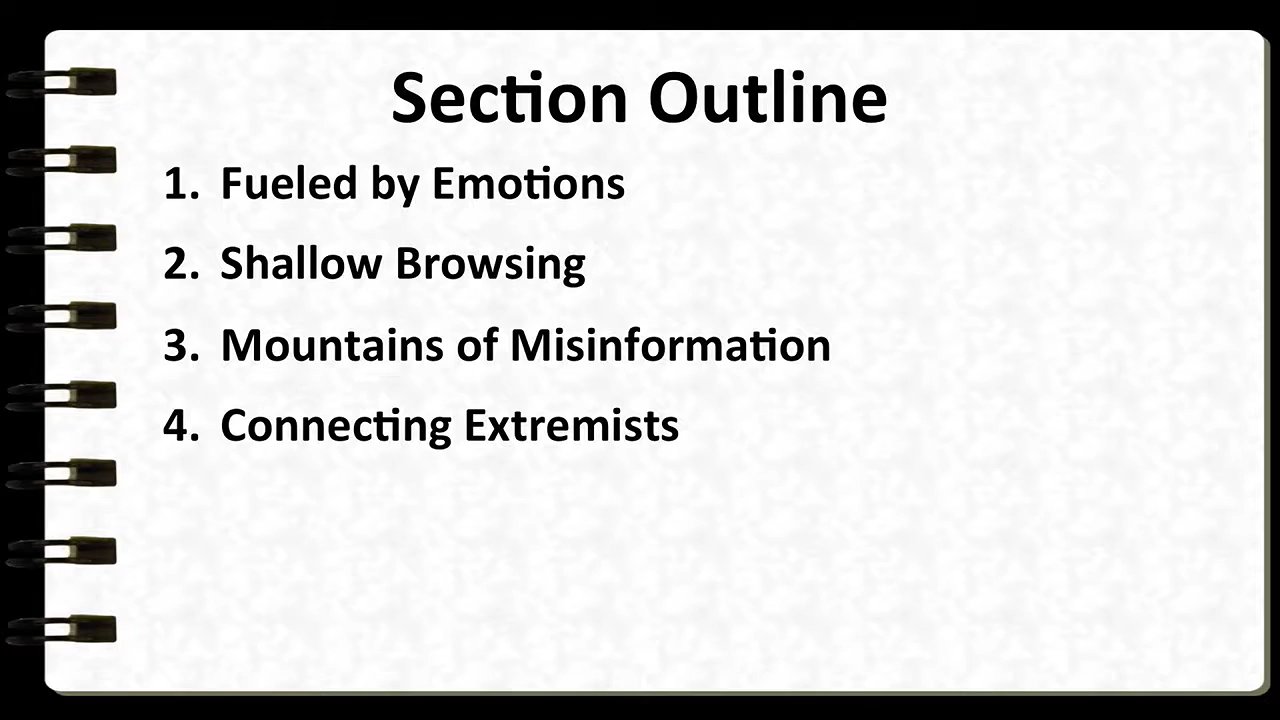 Section Outline
1. Fueled by Emotions
2. Shallow Browsing
3. Mountains of Misinformation
4. Connecting Extremists